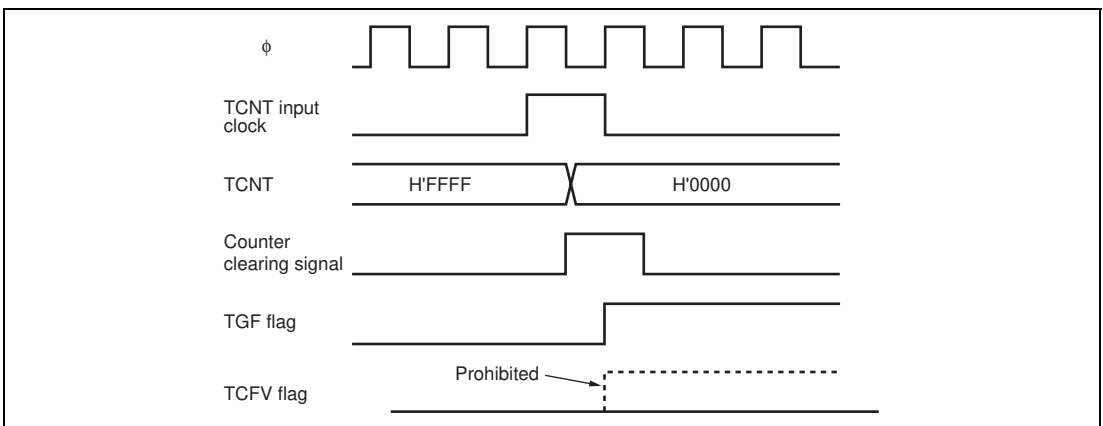 ϕ
TCNT input
clock
TCNT
H'FFFF
H'0000
Counter
clearing signal
TGF flag
Prohibited
TCFV flag